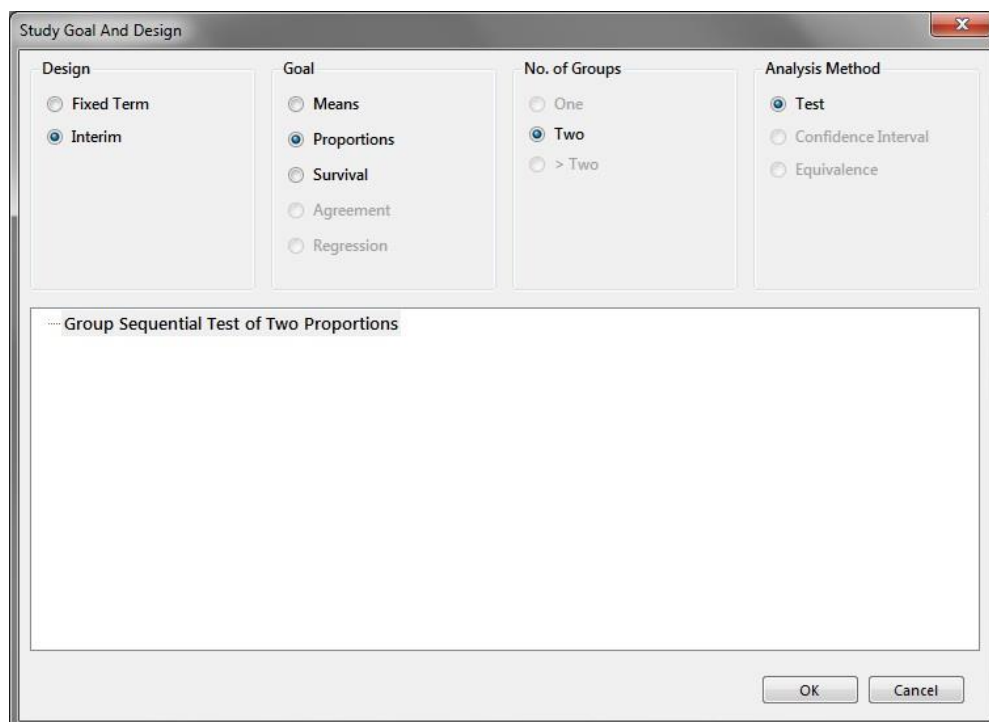 Study Goal And Design
Design
Fixed Term
Interim
Goal
Means
Proportions
Survival
Agreement
Regression
No. of Groups
One
Two
> Two
Analysis Method
Test
Confidence Interval
Equivalence
Group Sequential Test of Two Proportions
OK
Cancel